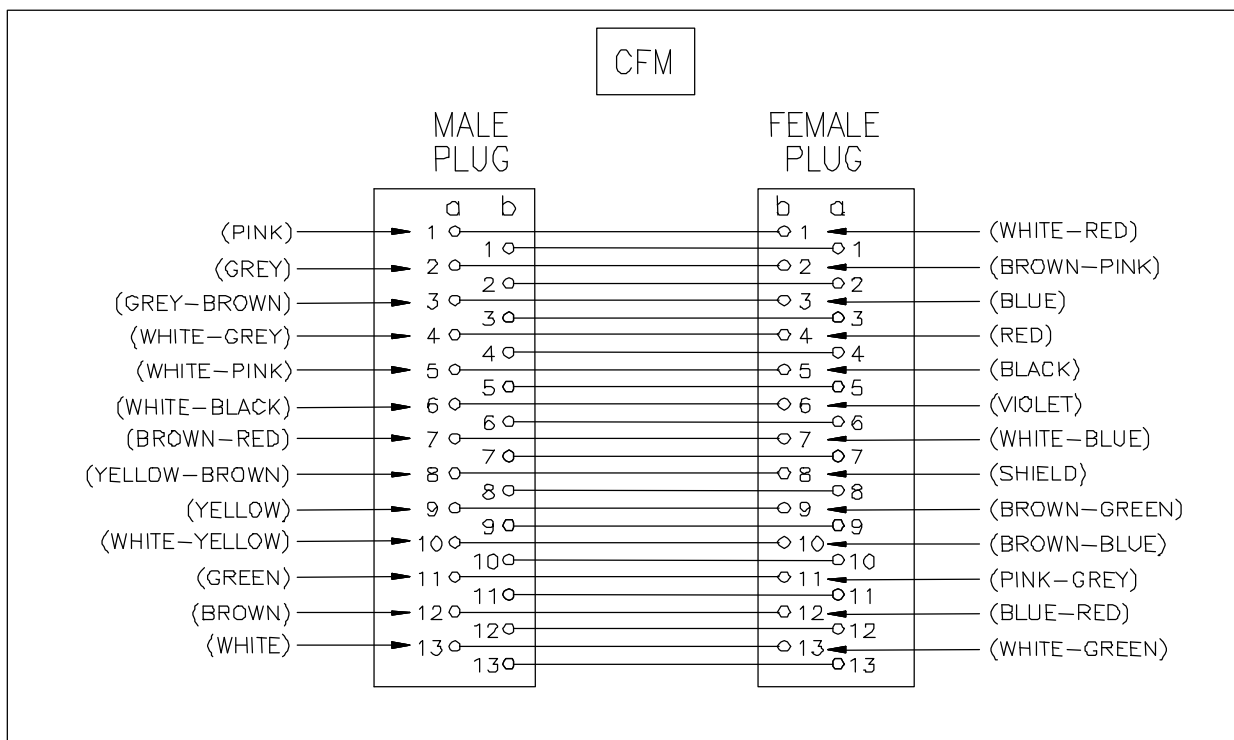 CFM
MALE
PLUG
FEMALE
PLUG
a b
b a
(PINK) 1 1 (WHITE-RED)
1 1
(GREY) 2 2 (BROWN-PINK)
2 2
(GREY-BROWN) 3 3 (BLUE)
3 3
(WHITE-GREY) 4 4 (RED)
4 4
(WHITE-PINK) 5 5 (BLACK)
5 5
(WHITE-BLACK) 6 6 (VIOLET)
6 6
(BROWN-RED) 7 7 (WHITE-BLUE)
7 7
(YELLOW-BROWN) 8 8 (SHIELD)
8 8
(YELLOW) 9 9 (BROWN-GREEN)
9 9
(WHITE-YELLOW) 10 10 (BROWN-BLUE)
10 10
(GREEN) 11 11 (PINK-GREY)
11 11
(BROWN) 12 12 (BLUE-RED)
12 12
(WHITE) 13 13 (WHITE-GREEN)
13 13